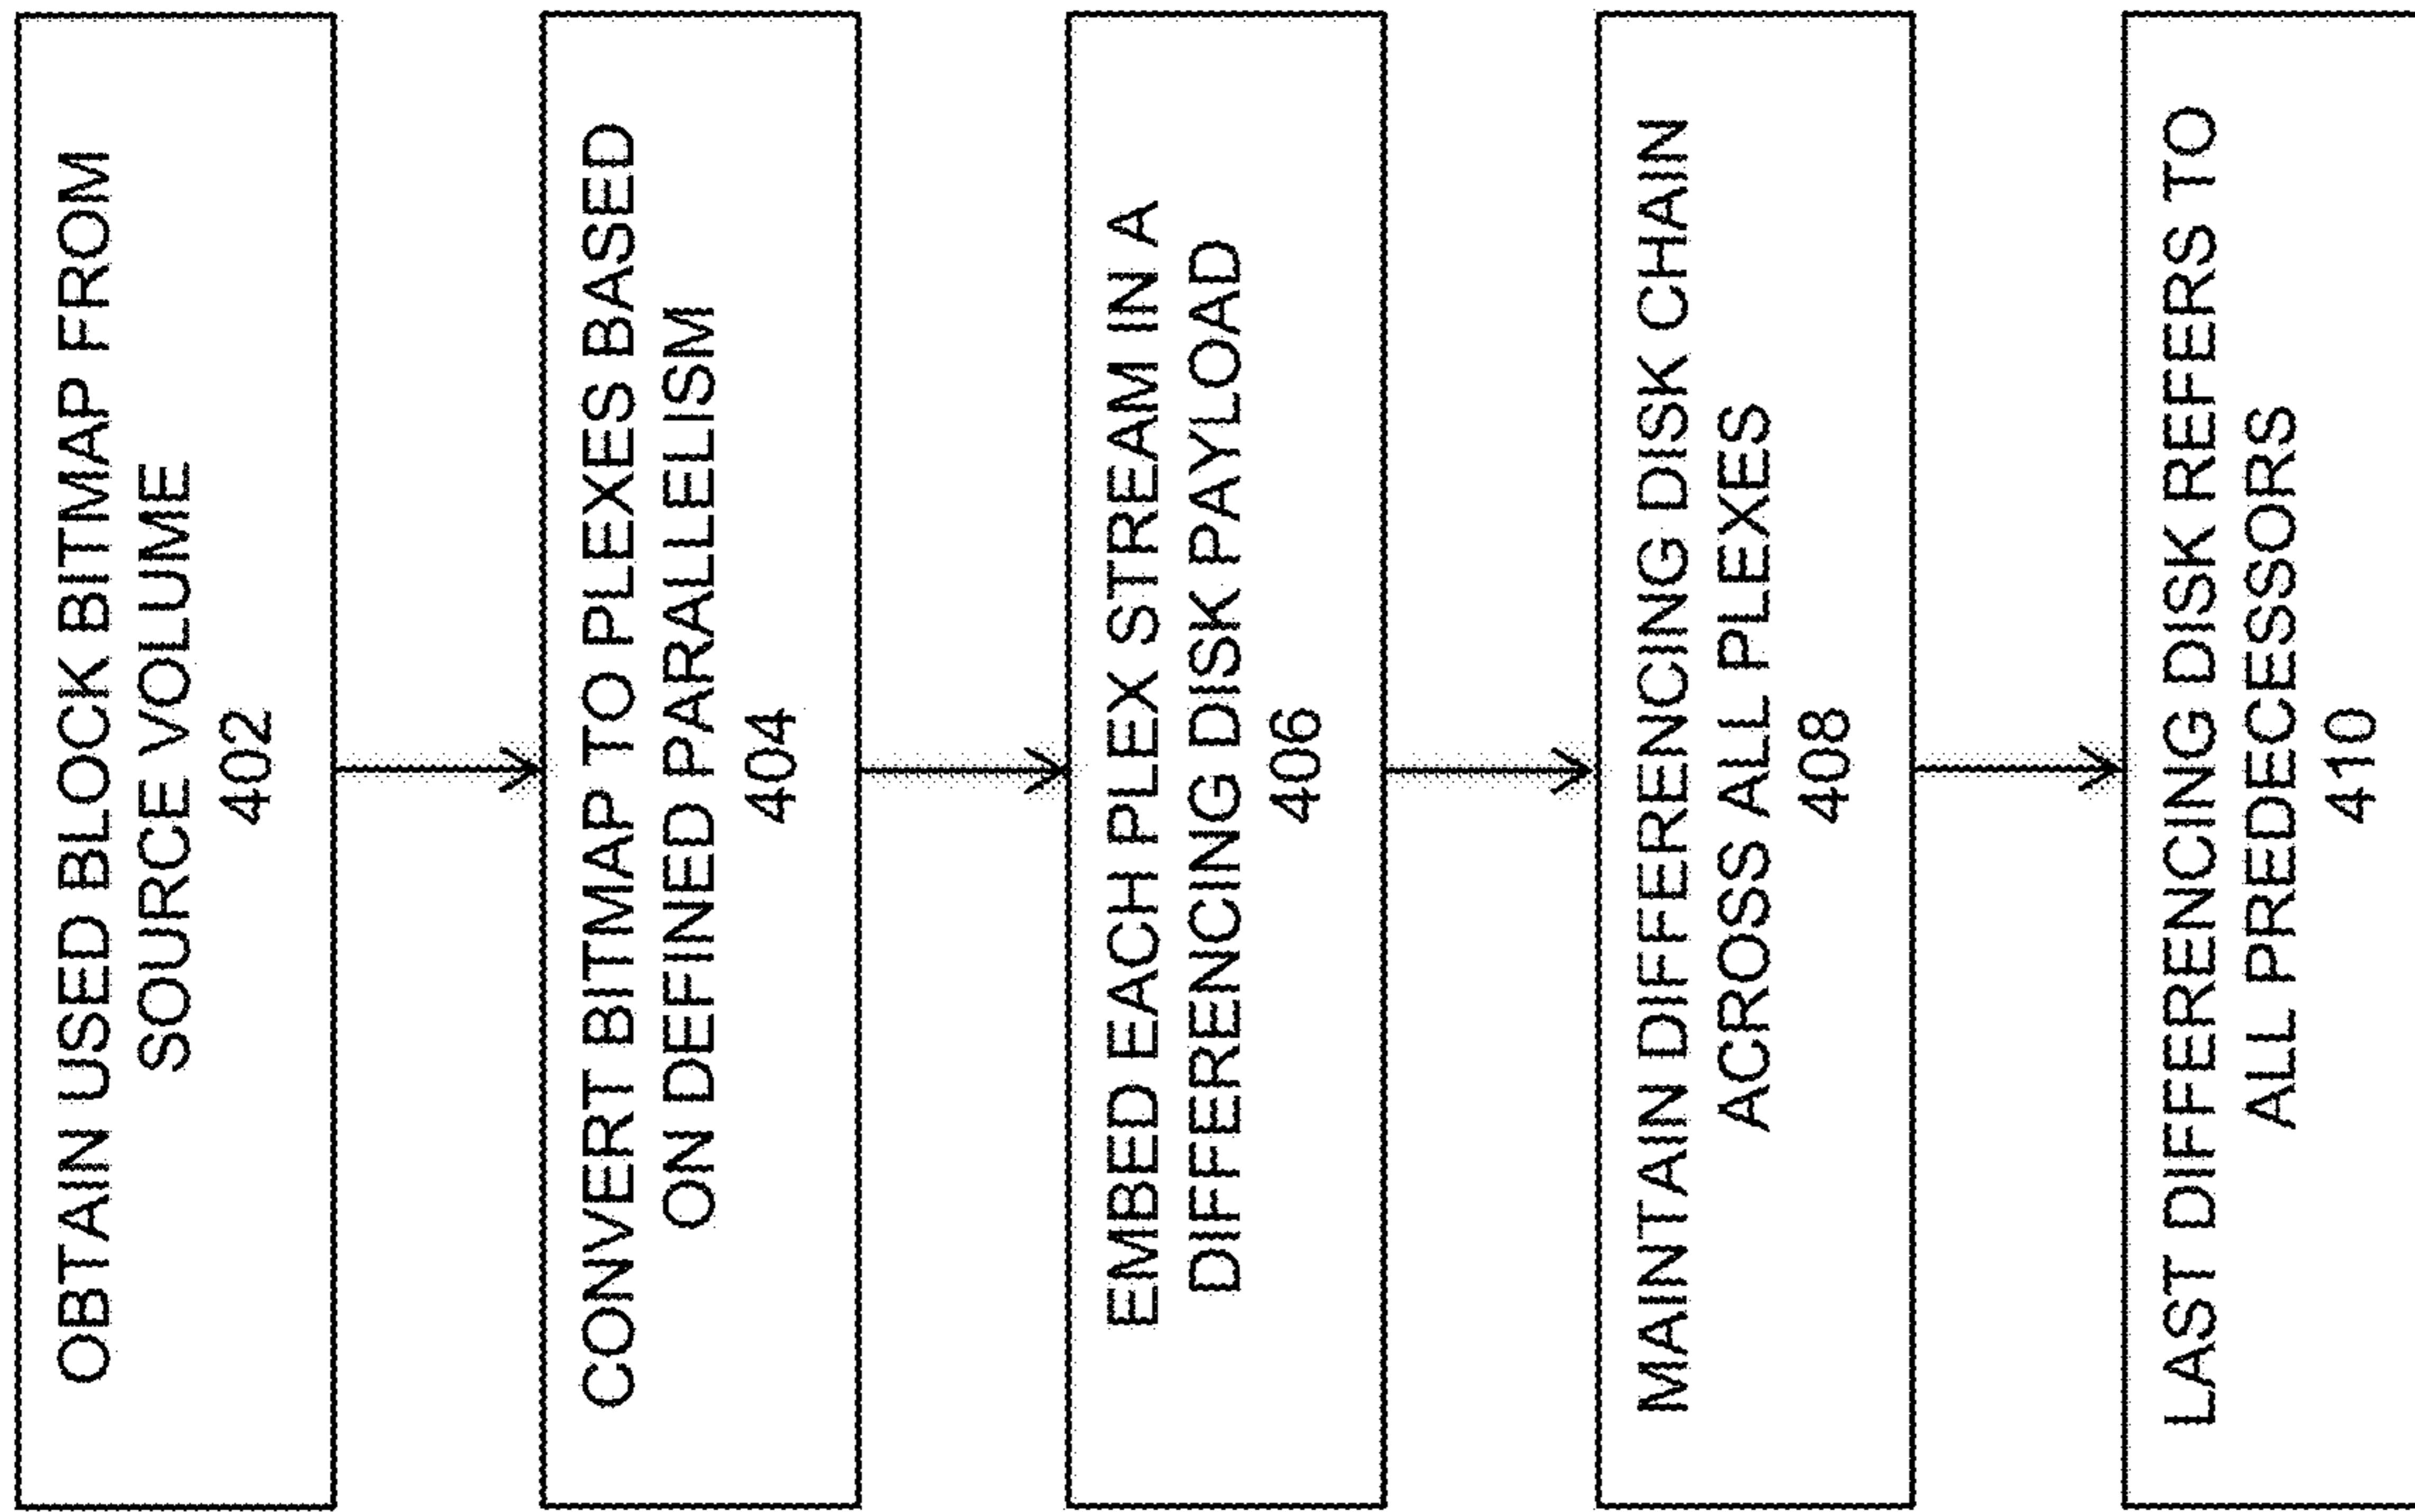 OBTAIN USED BLOCK BITMAP FROM
SOURCE VOLUME
402
CONVERT BITMAP TO PLEXES BASED
ON DEFINED PARALLELISM
404
EMBED EACH PLEX STREAM IN A
DIFFERENCING DISK PAYLOAD
406
MAINTAIN DIFFERENCING DISK CHAIN
ACROSS ALL PLEXES
408
LAST DIFFERENCING DISK REFERS TO
ALL PREDECESSORS
410